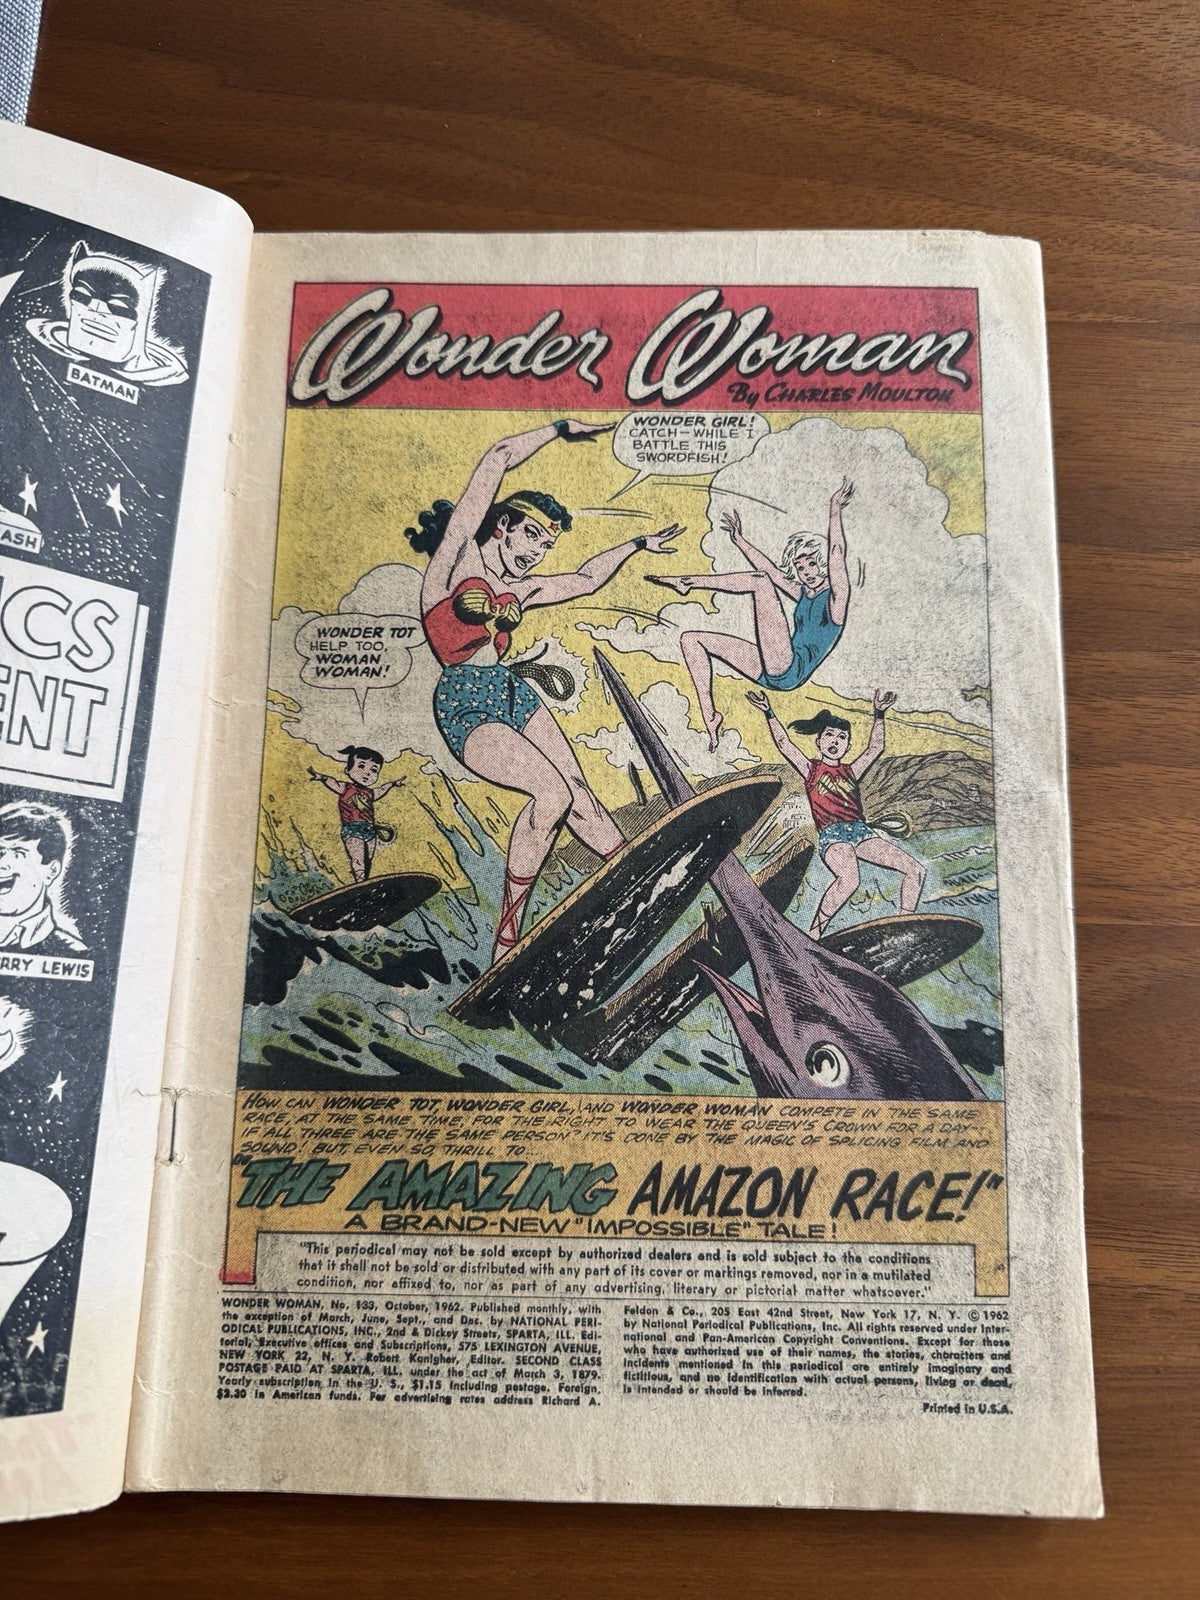 BATMAN
ASH
ICS
ENT
RRY LEWIS
Wonder Woman
By CHARLES MOULTON
WONDER GIRL!
CATCH—WHILE I
BATTLE THIS
SWORDFISH!
WONDER TOT
HELP TOO,
WOMAN
WOMAN!
HOW CAN WONDER TOT, WONDER GIRL, AND WONDER WOMAN COMPETE IN THE SAME
RACE, AT THE SAME TIME, FOR THE RIGHT TO WEAR THE QUEEN'S CROWN FOR A DAY--
IF ALL THREE ARE THE SAME PERSON? IT'S DONE BY THE MAGIC OF SPLICING FILM AND
SOUND! BUT, EVEN SO, THRILL TO...
"THE AMAZING AMAZON RACE!"
A BRAND-NEW "IMPOSSIBLE" TALE!
"This periodical may not be sold except by authorized dealers and is sold subject to the conditions
that it shall not be sold or distributed with any part of its cover or markings removed, nor in a mutilated
condition, nor affixed to, nor as part of any advertising, literary or pictorial matter whatsoever."
WONDER WOMAN, No. 133, October, 1962. Published monthly, with
the exception of March, June, Sept., and Dec. by NATIONAL PERI-
ODICAL PUBLICATIONS, INC., 2nd & Dickey Streets, SPARTA, ILL. Edi-
torial, Executive offices and Subscriptions, 575 LEXINGTON AVENUE,
NEW YORK 22, N. Y. Robert Kanigher, Editor. SECOND CLASS
POSTAGE PAID AT SPARTA, ILL. under the act of March 3, 1879.
Yearly subscription in the U. S., $1.15 including postage. Foreign,
$2.30 in American funds. For advertising rates address Richard A.
Feldon & Co., 205 East 42nd Street, New York 17, N. Y. © 1962
by National Periodical Publications, Inc. All rights reserved under Inter-
national and Pan-American Copyright Conventions. Except for those
who have authorized use of their names, the stories, characters and
incidents mentioned in this periodical are entirely imaginary and
fictitious, and no identification with actual persons, living or dead,
is intended or should be inferred.
Printed in U.S.A.